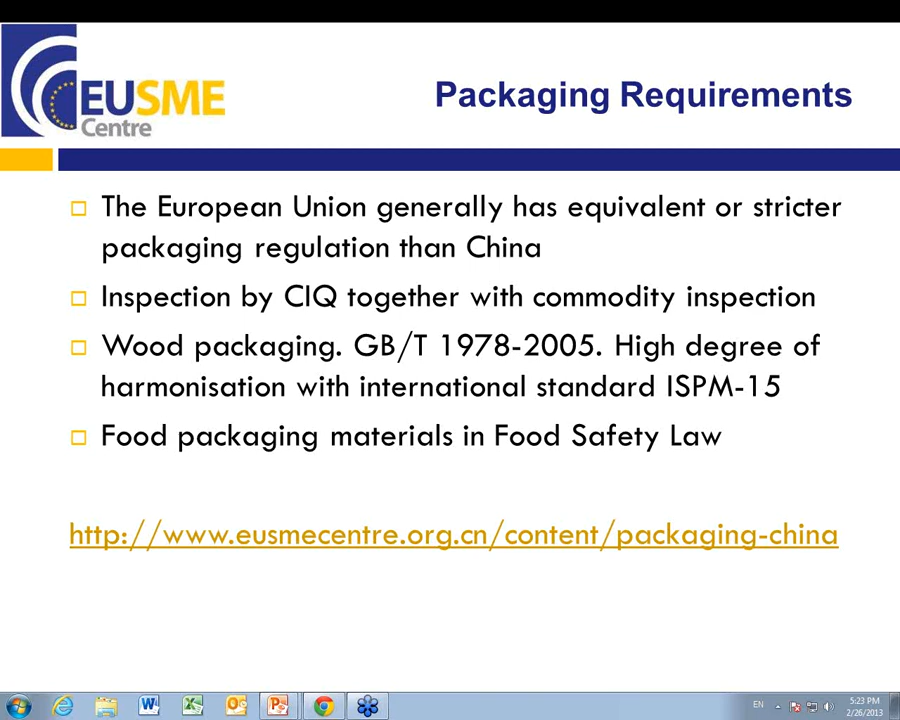 EUSME
Centre
Packaging Requirements
The European Union generally has equivalent or stricter
packaging regulation than China
Inspection by CIQ together with commodity inspection
Wood packaging. GB/T 1978-2005. High degree of
harmonisation with international standard ISPM-15
Food packaging materials in Food Safety Law
http://www.eusmecentre.org.cn/content/packaging-china
EN
5:23 PM
2/26/2013